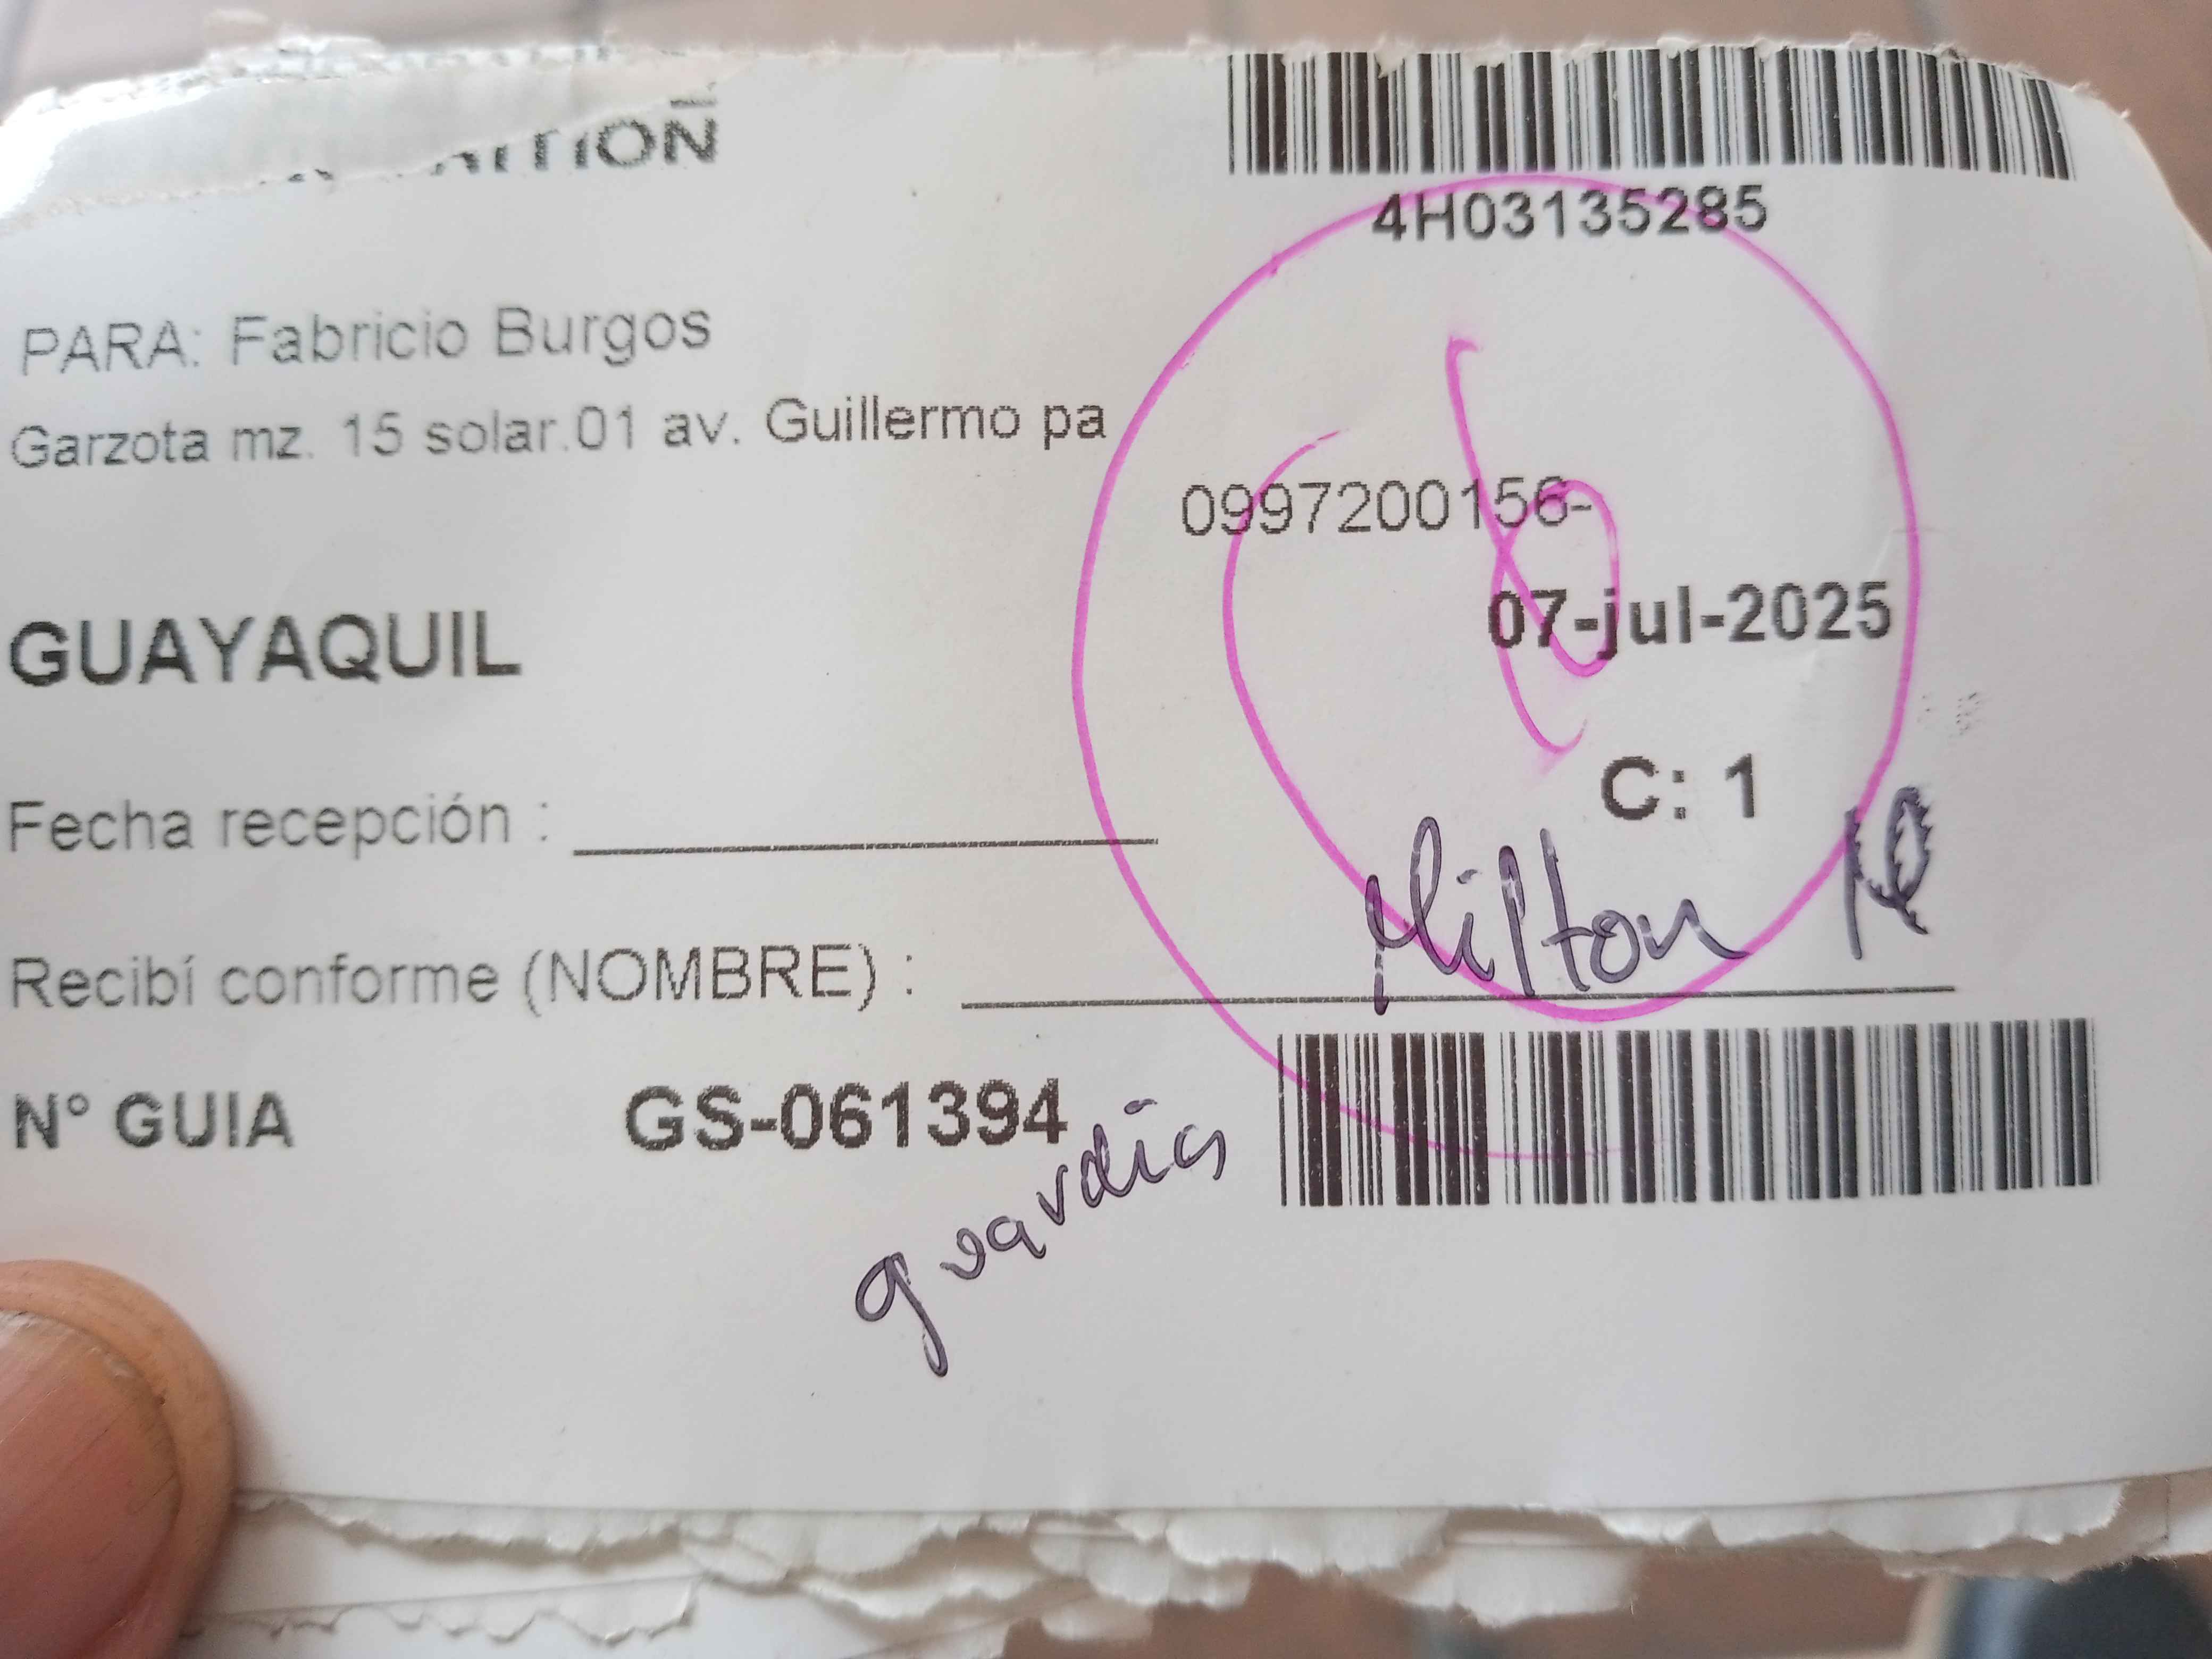 4H03135285
PARA: Fabricio Burgos
Garzota mz. 15 solar.01 av. Guillermo pa
0997200156-
07-jul-2025
GUAYAQUIL
C: 1
Fecha recepción :
Recibí conforme (NOMBRE) : Milton
N° GUIA GS-061394
guardia